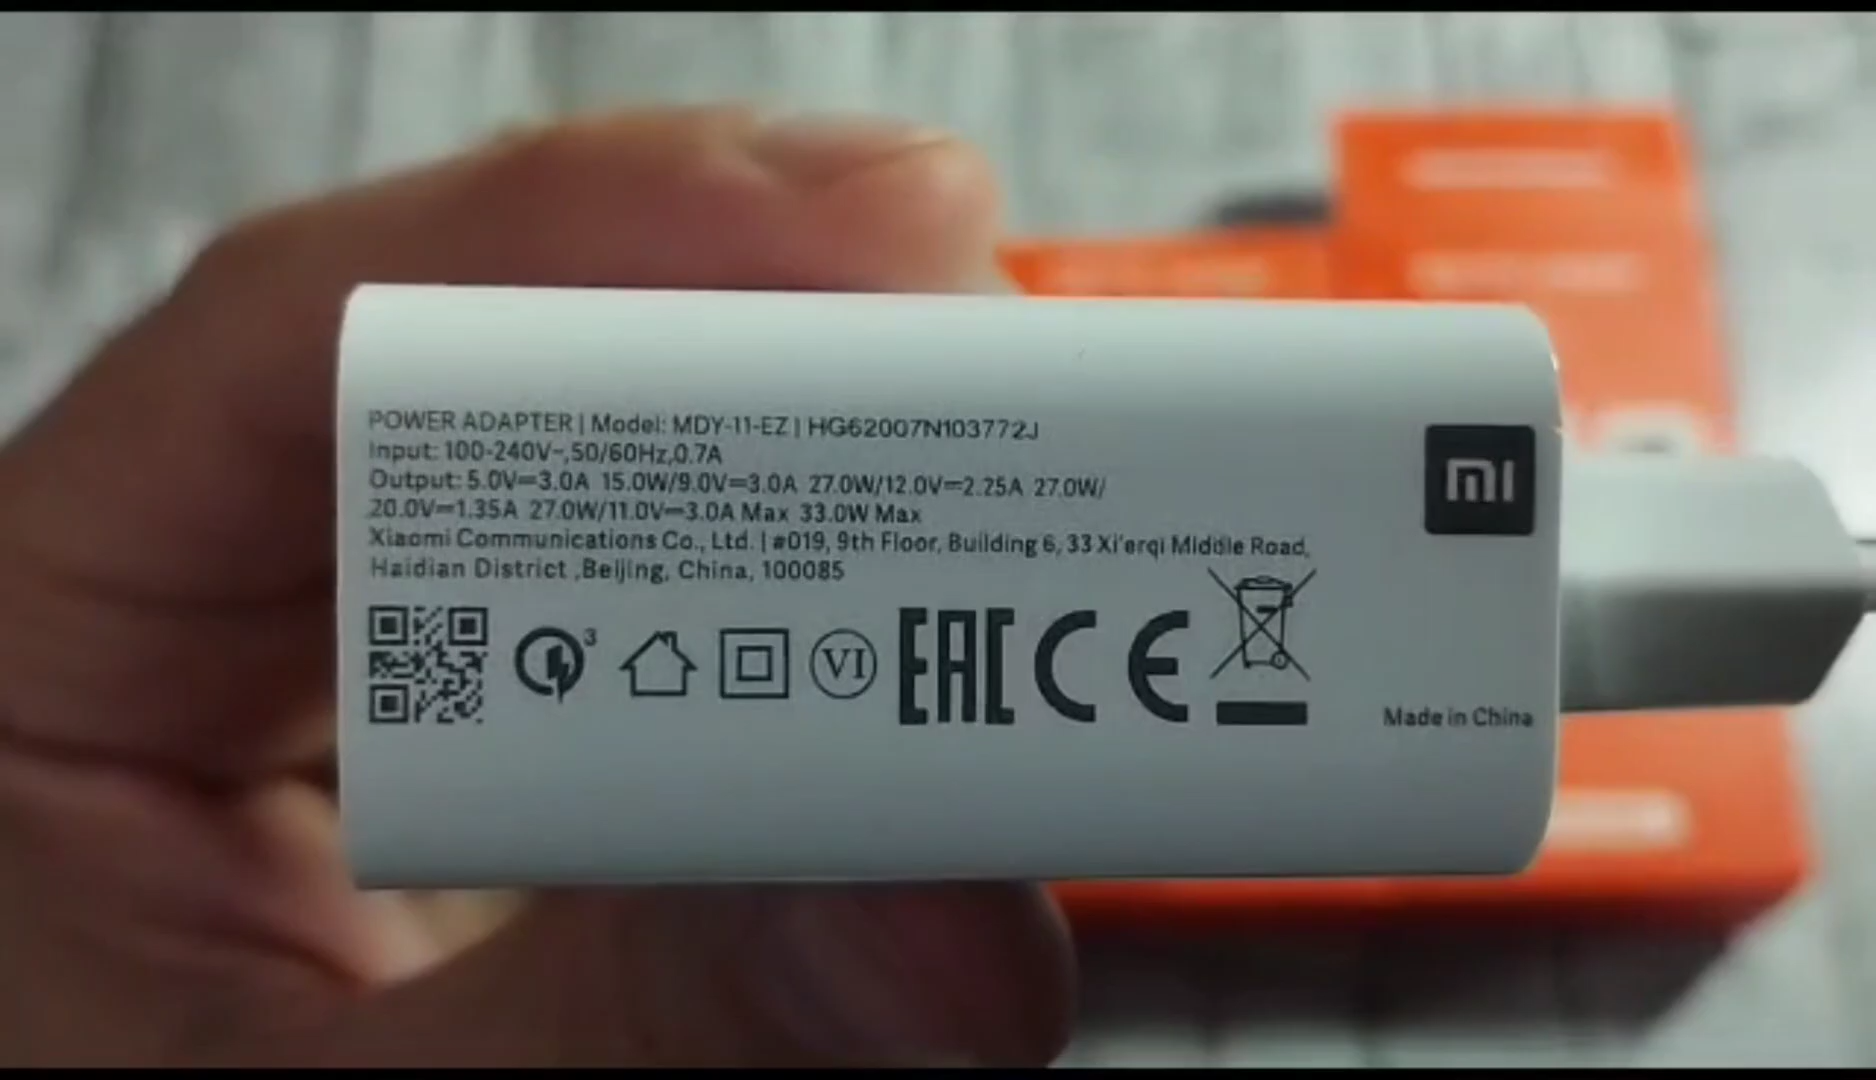 POWER ADAPTER | Model: MDY-11-EZ | HG62007N103772J
Input: 100-240V~,50/60Hz,0.7A
Output: 5.0V⎓3.0A 15.0W/9.0V⎓3.0A 27.0W/12.0V⎓2.25A 27.0W/
20.0V⎓1.35A 27.0W/11.0V⎓3.0A Max 33.0W Max
Xiaomi Communications Co., Ltd. | #019, 9th Floor, Building 6, 33 Xi'erqi Middle Road,
Haidian District ,Beijing, China, 100085
mi
3
VI
EAC CE
Made in China